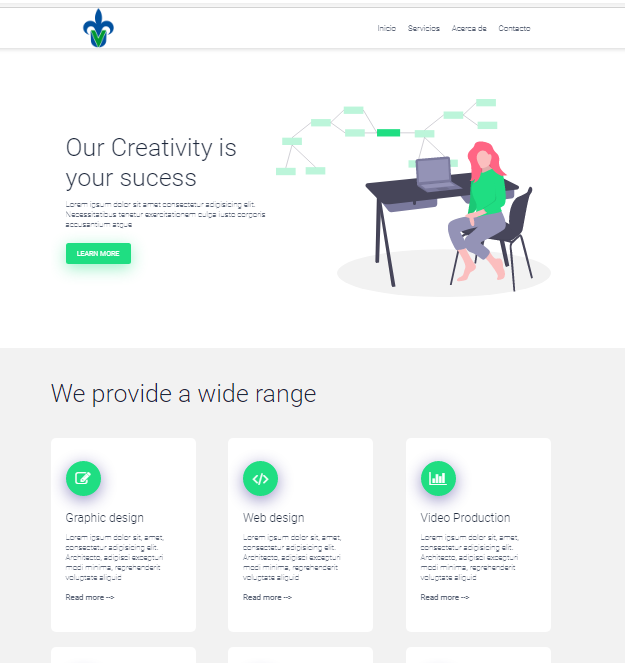 Inicio Servicios Acerca de Contacto
Our Creativity is
your sucess
Lorem ipsum dolor sit amet consectetur adipisicing elit.
Necessitatibus tenetur exercitationem culpa iusto corporis
accusantium atque
LEARN MORE
We provide a wide range
Graphic design
Lorem ipsum dolor sit, amet,
consectetur adipisicing elit.
Architecto, adipisci excepturi
modi minima, reprehenderit
voluptate aliquid
Read more -->
Web design
Lorem ipsum dolor sit, amet,
consectetur adipisicing elit.
Architecto, adipisci excepturi
modi minima, reprehenderit
voluptate aliquid
Read more -->
Video Production
Lorem ipsum dolor sit, amet,
consectetur adipisicing elit.
Architecto, adipisci excepturi
modi minima, reprehenderit
voluptate aliquid
Read more -->